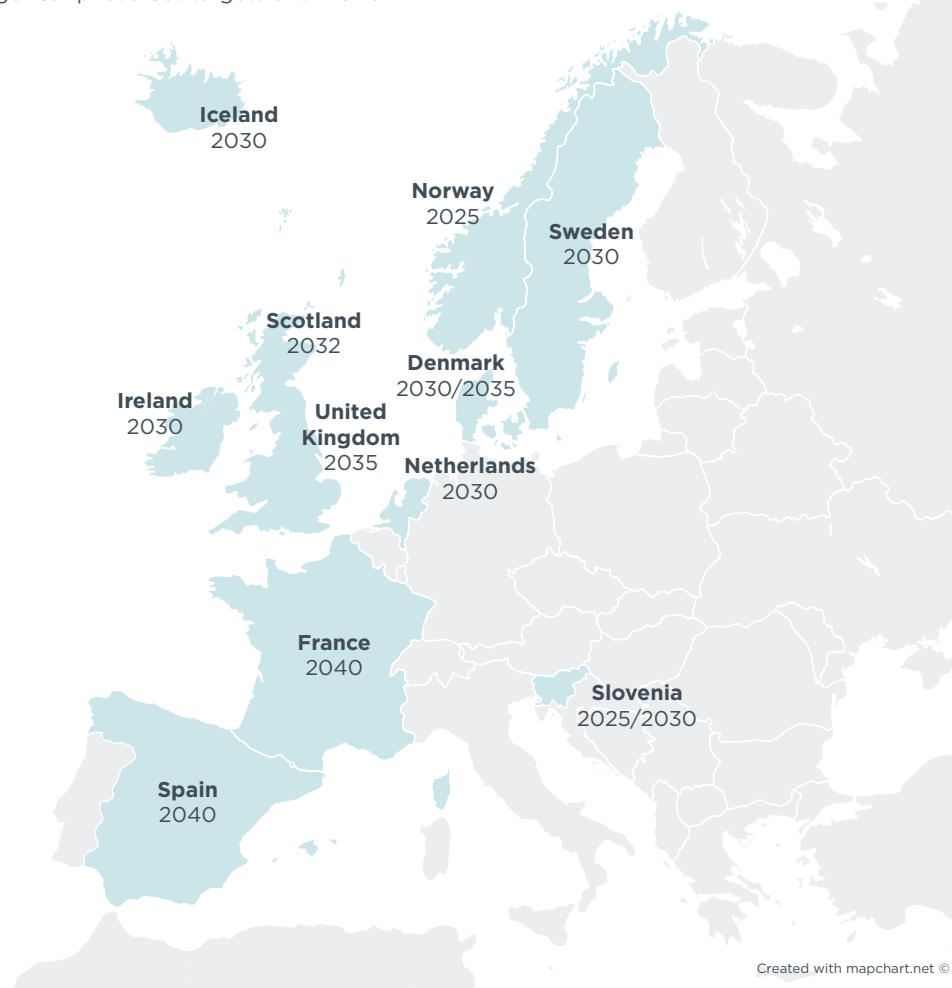 Iceland
2030
Norway
2025
Sweden
2030
Scotland
2032
Denmark
2030/2035
Ireland
2030
United
Kingdom
2035
Netherlands
2030
France
2040
Slovenia
2025/2030
Spain
2040
Created with mapchart.net ©